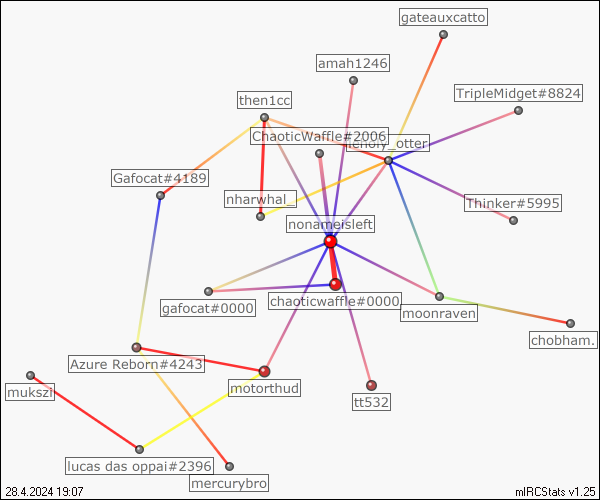 gateauxcatto
amah1246
TripleMidget#8824
then1cc
ChaoticWaffle#2006
Gafocat#4189
nharwhal_
Thinker#5995
nonameisleft
gafocat#0000
chaoticwaffle#0000
moonraven
chobham.
Azure Reborn#4243
motorthud
mukszi
tt532
lucas das oppai#2396
mercurybro
28.4.2024 19:07
mIRCStats v1.25